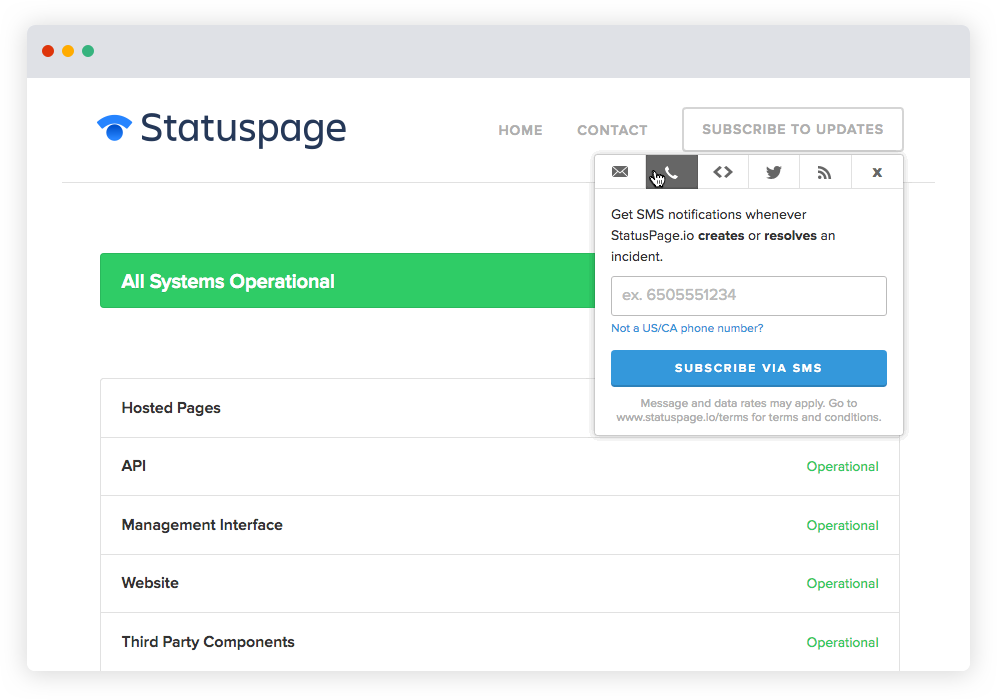 Statuspage
HOME
CONTACT
SUBSCRIBE TO UPDATES
x
Get SMS notifications whenever
StatusPage.io creates or resolves an
incident.
ex. 6505551234
Not a US/CA phone number?
SUBSCRIBE VIA SMS
Message and data rates may apply. Go to
www.statuspage.io/terms for terms and conditions.
All Systems Operational
Hosted Pages
API
Operational
Management Interface
Operational
Website
Operational
Third Party Components
Operational